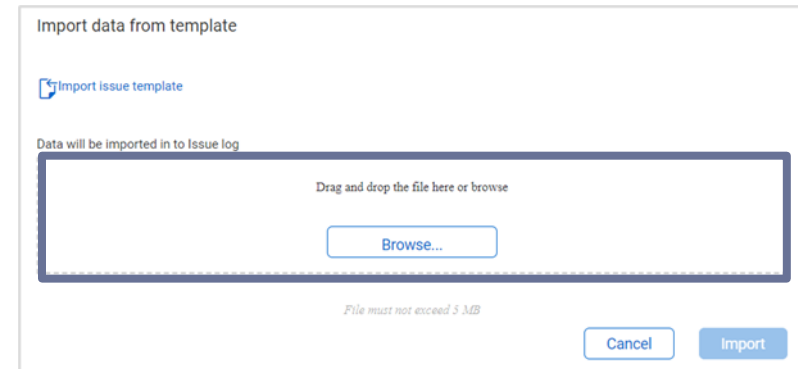 Import data from template
Import issue template
Data will be imported in to Issue log
Drag and drop the file here or browse
Browse...
File must not exceed 5 MB
Cancel
Import